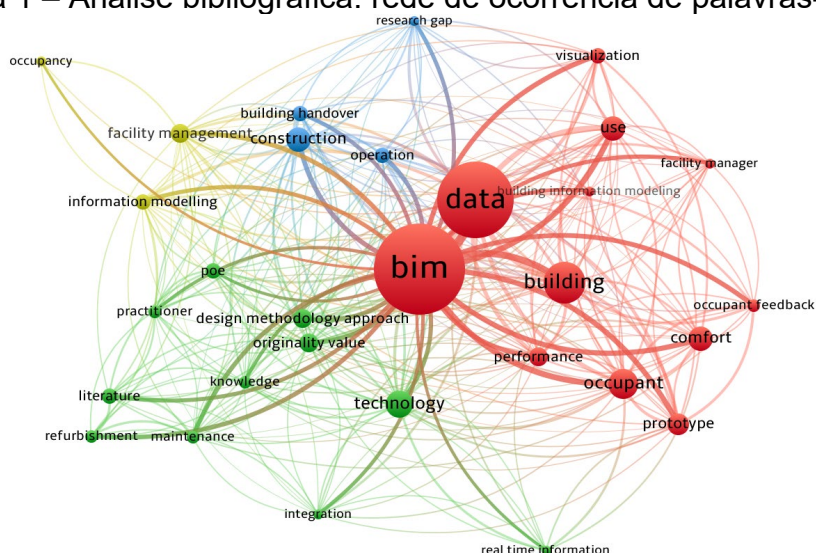 a 1 – Análise bibliográfica: rede de ocorrência de palavras-
research gap
occupancy
visualization
building handover
use
facility management
construction
operation
facility manager
data
building information modeling
information modelling
bim
poe
building
practitioner
design methodology approach
occupant feedback
originality value
comfort
performance
knowledge
occupant
literature
technology
prototype
refurbishment
maintenance
integration
real time information